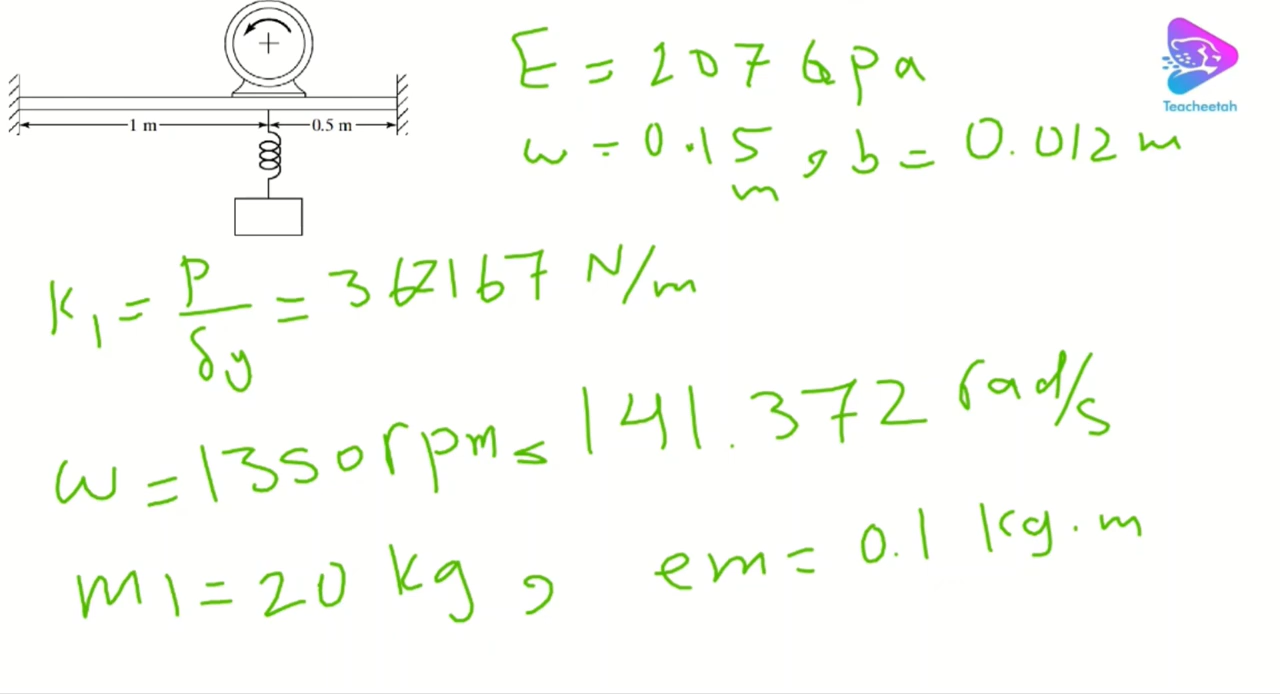 E = 207 Gpa
Teacheetah
1 m 0.5 m
w = 0.15 m , b = 0.012 m
K1 = P/δy = 362167 N/m
ω = 1350 rpm = 141.372 rad/s
m1 = 20 kg , em = 0.1 kg.m